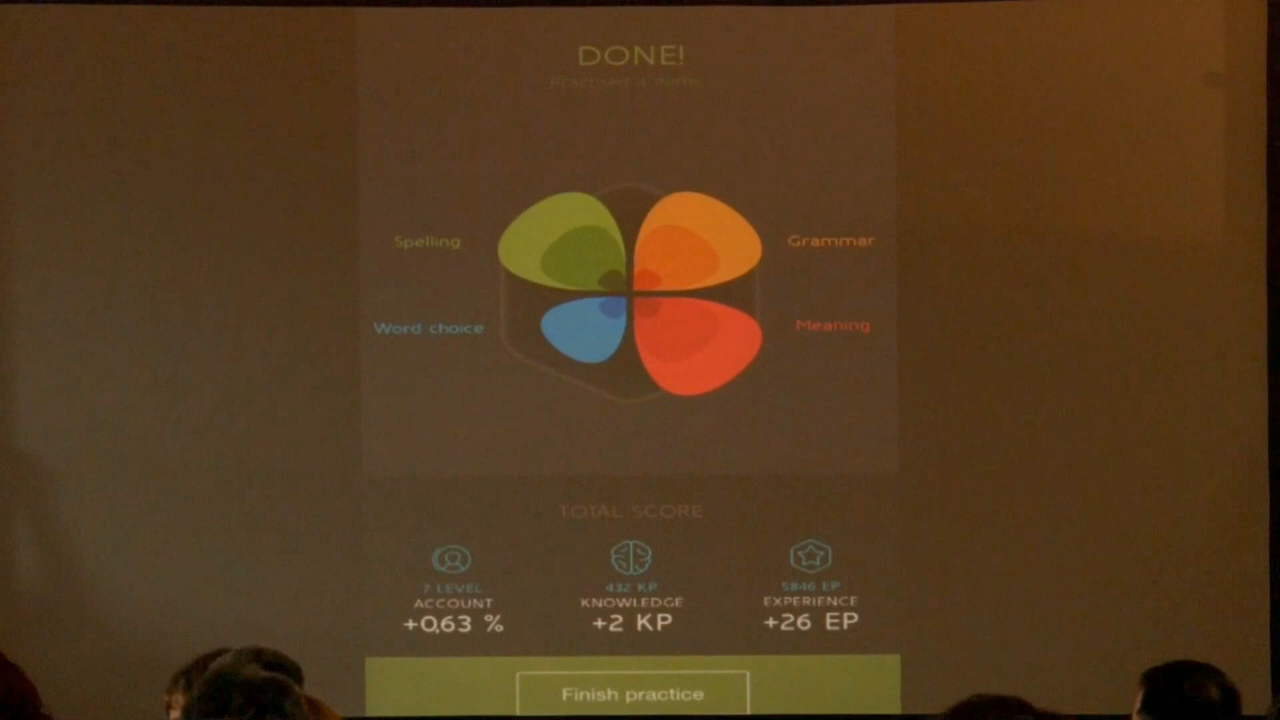 DONE!
Spelling
Grammar
Word choice
Meaning
TOTAL SCORE
7 LEVEL
ACCOUNT
+0,63 %
432 KP
KNOWLEDGE
+2 KP
5846 EP
EXPERIENCE
+26 EP
Finish practice